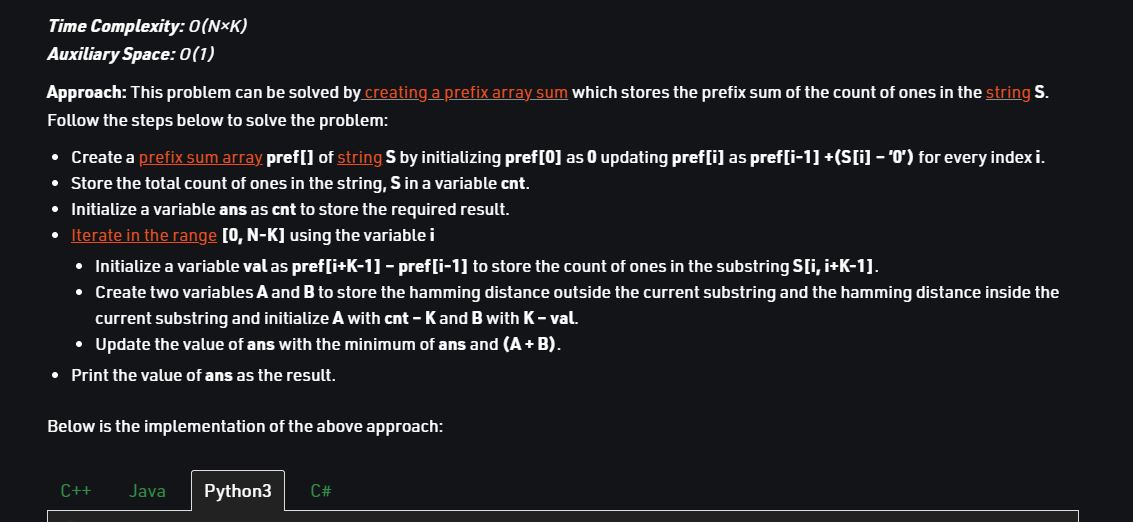 Time Complexity: O(N×K)
Auxiliary Space: O(1)
Approach: This problem can be solved by creating a prefix array sum which stores the prefix sum of the count of ones in the string S.
Follow the steps below to solve the problem:
• Create a prefix sum array pref[] of string S by initializing pref[0] as 0 updating pref[i] as pref[i-1] +(S[i] – ‘0’) for every index i.
• Store the total count of ones in the string, S in a variable cnt.
• Initialize a variable ans as cnt to store the required result.
• Iterate in the range [0, N-K] using the variable i
• Initialize a variable val as pref[i+K-1] – pref[i-1] to store the count of ones in the substring S[i, i+K-1].
• Create two variables A and B to store the hamming distance outside the current substring and the hamming distance inside the
current substring and initialize A with cnt – K and B with K – val.
• Update the value of ans with the minimum of ans and (A + B).
• Print the value of ans as the result.
Below is the implementation of the above approach:
C++ Java Python3 C#